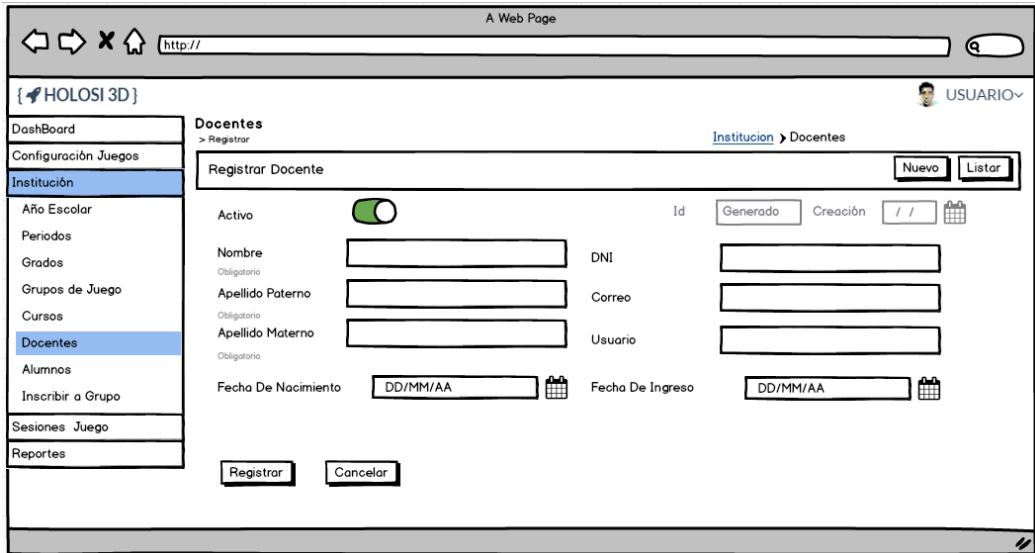 A Web Page
http://
{ HOLOSI 3D }
USUARIO
DashBoard
Configuración Juegos
Institución
Año Escolar
Periodos
Grados
Grupos de Juego
Cursos
Docentes
Alumnos
Inscribir a Grupo
Sesiones Juego
Reportes
Docentes
> Registrar
Institucion > Docentes
Registrar Docente
Nuevo Listar
Activo
Id Generado Creación / /
Nombre
Obligatorio
DNI
Apellido Paterno
Obligatorio
Correo
Apellido Materno
Obligatorio
Usuario
Fecha De Nacimiento DD/MM/AA
Fecha De Ingreso DD/MM/AA
Registrar Cancelar